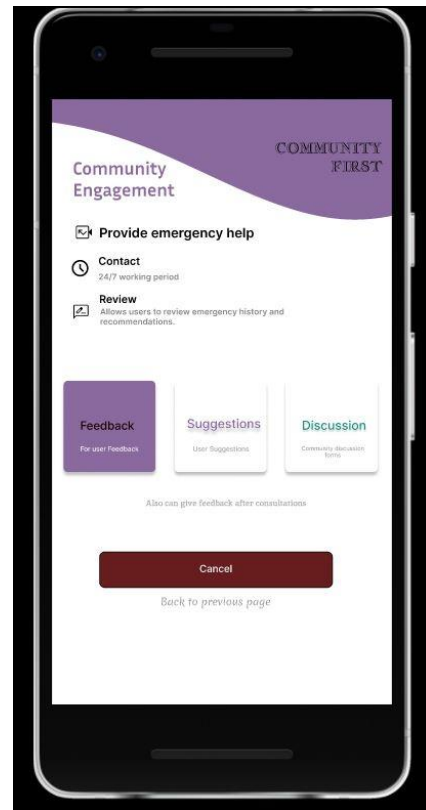 COMMUNITY
FIRST
Community
Engagement
Provide emergency help
Contact
24/7 working period
Review
Allows users to review emergency history and
recommendations.
Feedback
For user Feedback
Suggestions
User Suggestions
Discussion
Community discussion
forms
Also can give feedback after consultations
Cancel
Back to previous page